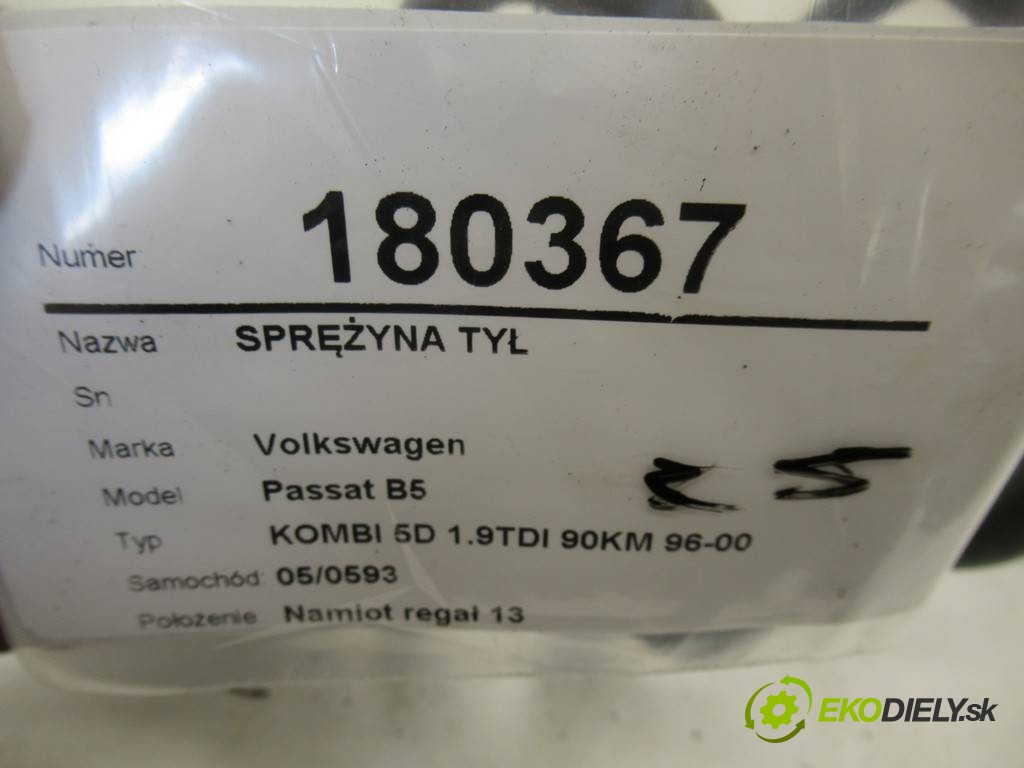 Numer 180367
Nazwa SPRĘŻYNA TYŁ
Sn
Marka Volkswagen
Model Passat B5
Typ KOMBI 5D 1.9TDI 90KM 96-00
Samochód 05/0593
Położenie Namiot regał 13
EKODIELY.sk